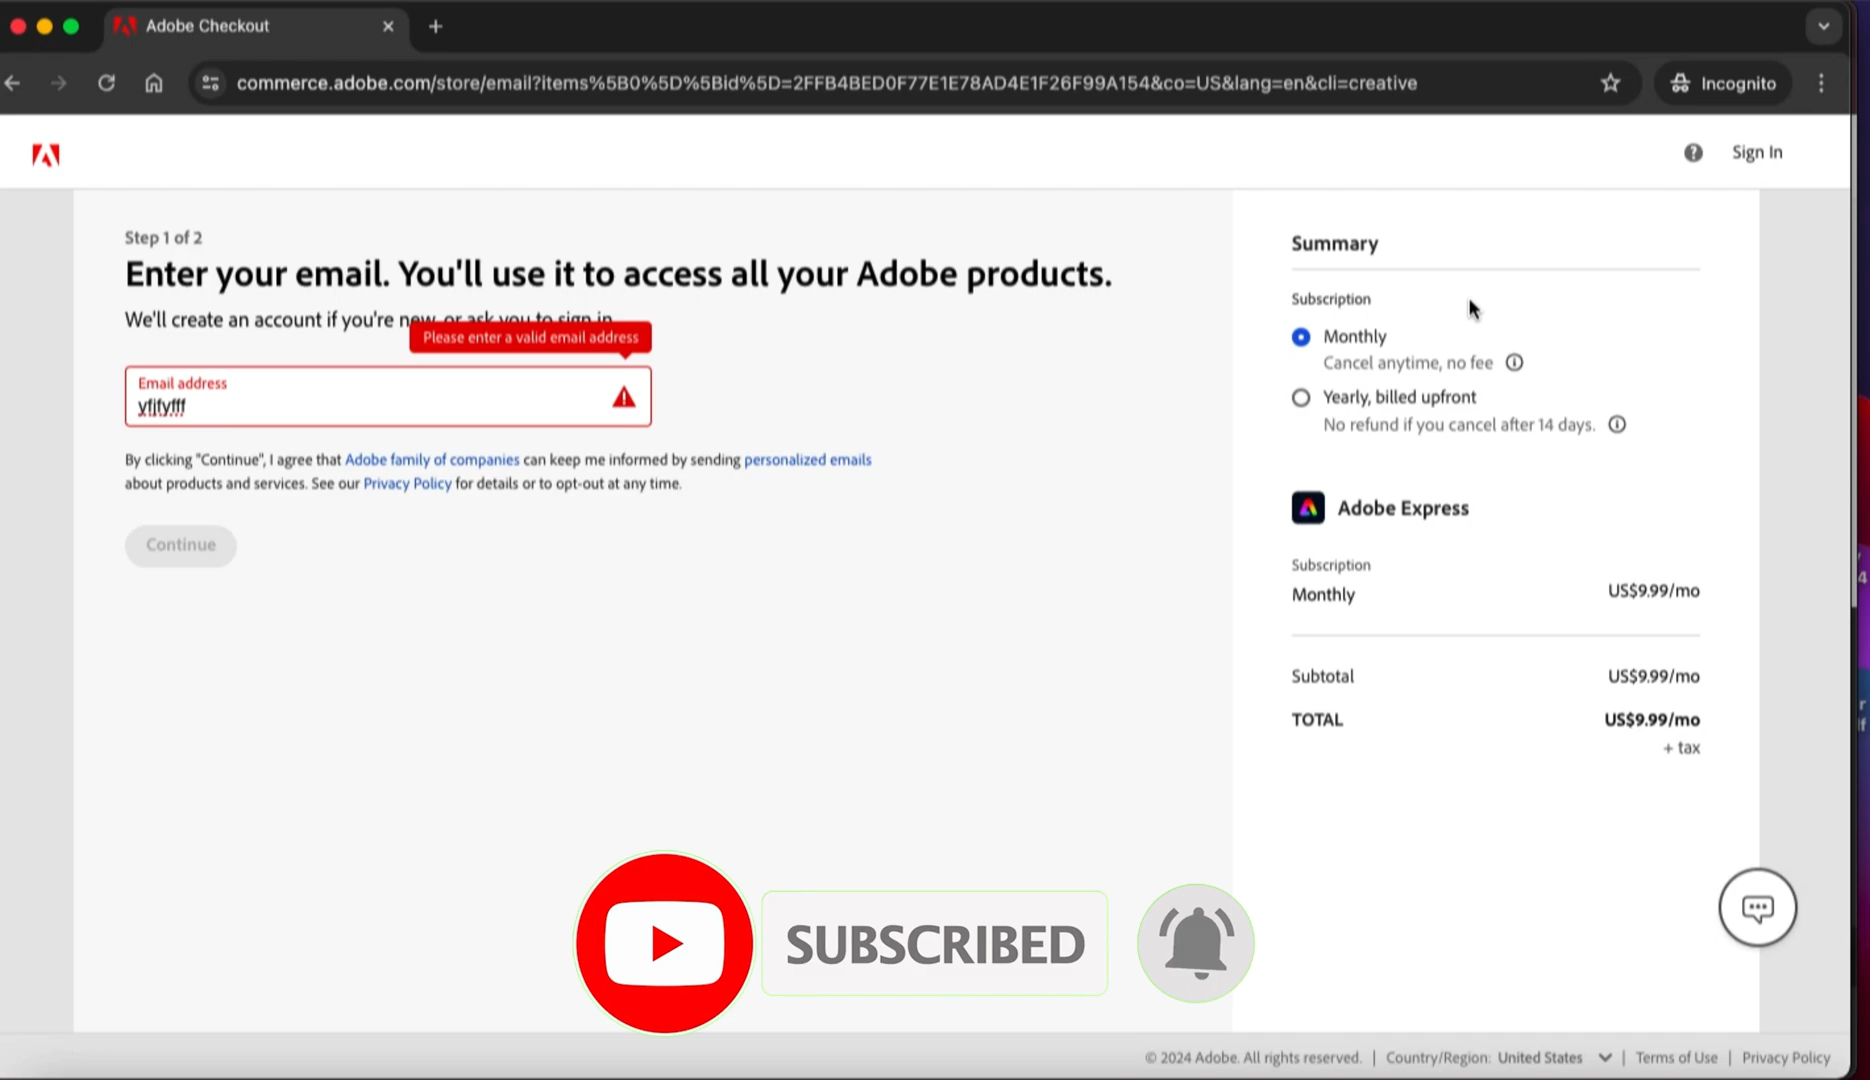 Adobe Checkout
commerce.adobe.com/store/email?items%5B0%5D%5Bid%5D=2FFB4BED0F77E1E78AD4E1F26F99A154&co=US&lang=en&cli=creative
Incognito
Sign In
Step 1 of 2
Enter your email. You'll use it to access all your Adobe products.
We'll create an account if you're new, or ask you to sign in.
Please enter a valid email address
Email address
yfjfyfff
By clicking "Continue", I agree that Adobe family of companies can keep me informed by sending personalized emails
about products and services. See our Privacy Policy for details or to opt-out at any time.
Continue
Summary
Subscription
Monthly
Cancel anytime, no fee
Yearly, billed upfront
No refund if you cancel after 14 days.
Adobe Express
Subscription
Monthly US$9.99/mo
Subtotal US$9.99/mo
TOTAL US$9.99/mo
+ tax
SUBSCRIBED
© 2024 Adobe. All rights reserved. | Country/Region: United States | Terms of Use | Privacy Policy